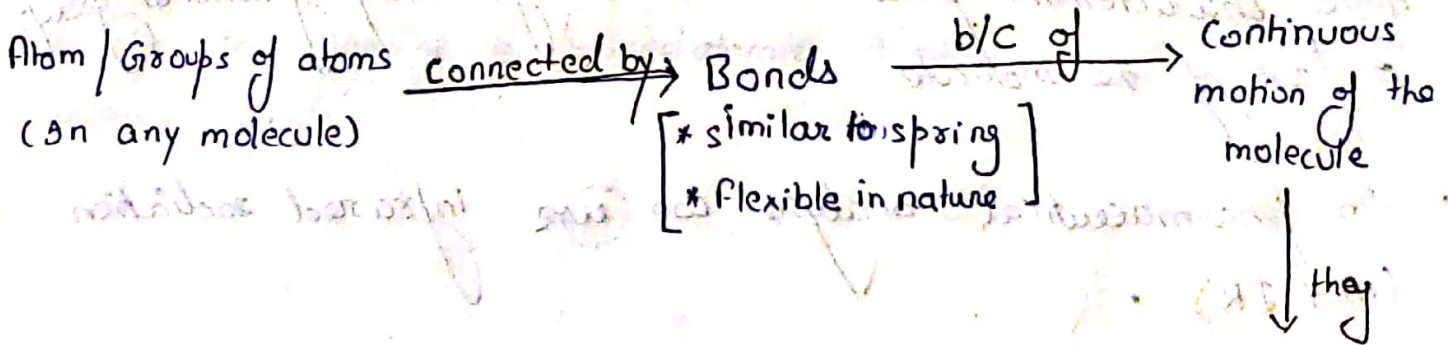 Atom / Groups of atoms connected by Bonds b/c of Continuous
(In any molecule) [* similar to spring motion of the
* flexible in nature] molecule
they